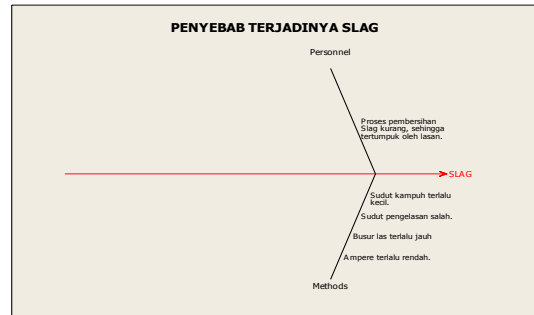 PENYEBAB TERJADINYA SLAG
Personnel
Proses pembersihan
Slag kurang, sehingga
tertumpuk oleh lasan.
SLAG
Sudut kampuh terlalu
kecil.
Sudut pengelasan salah.
Busur las terlalu jauh
Ampere terlalu rendah.
Methods